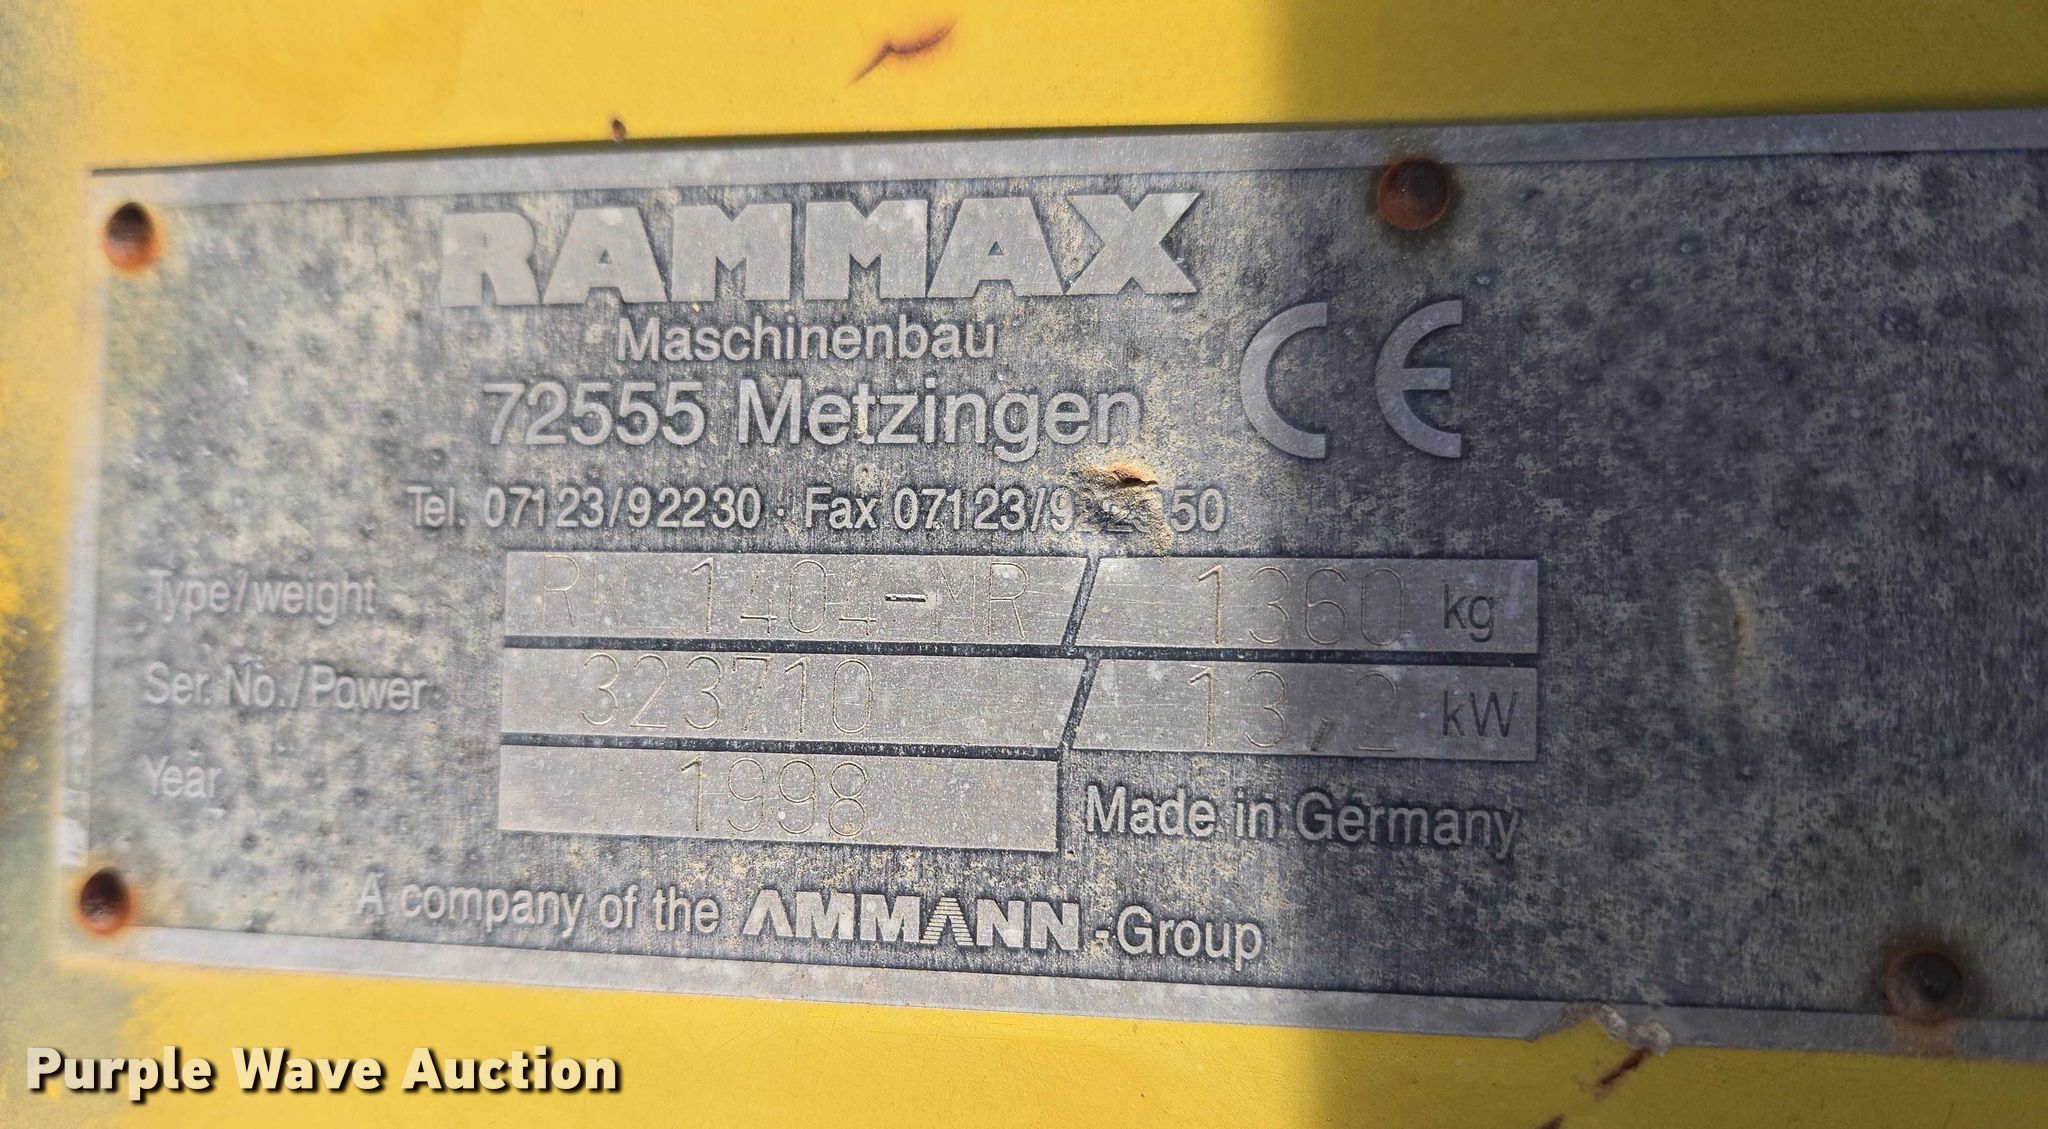 RAMMAX
Maschinenbau
72555 Metzingen
CE
Tel. 07123/92230 · Fax
Type/weight RW 1404-MR / 1360 kg
Ser. No./Power 323710 / 13,2 kW
Year 1998
Made in Germany
A company of the AMMANN-Group
Purple Wave Auction